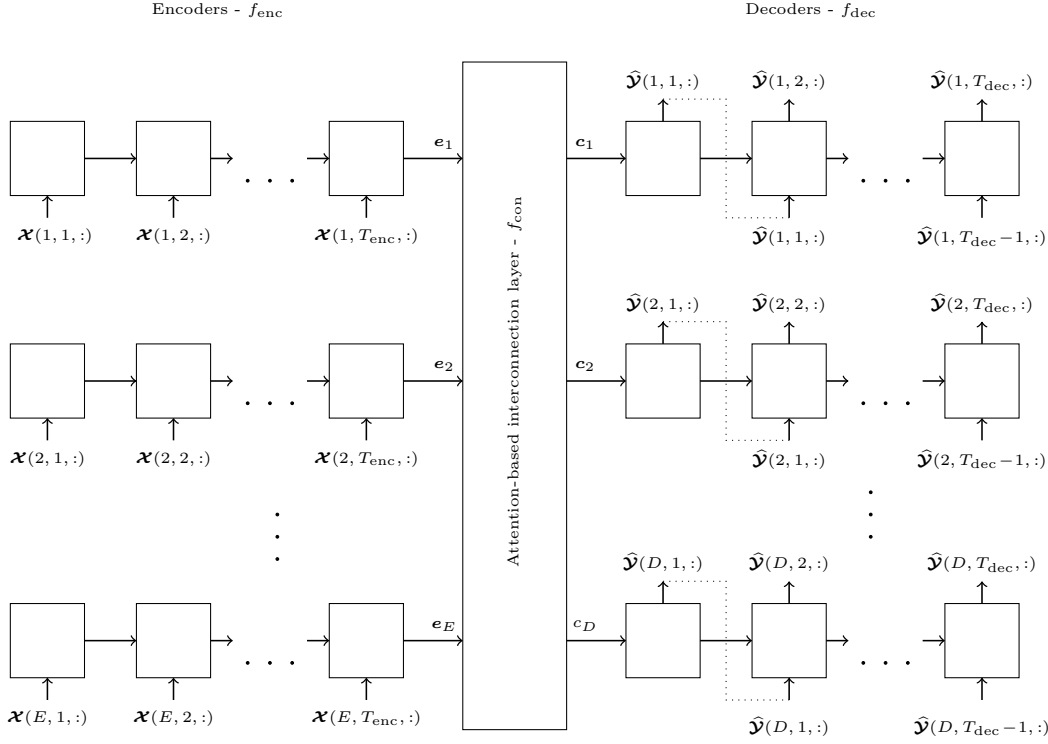 Encoders - f_enc
Decoders - f_dec
Ŷ(1, 1, :) Ŷ(1, 2, :) Ŷ(1, T_dec, :)
e_1 c_1
X(1, 1, :) X(1, 2, :) X(1, T_enc, :) Ŷ(1, 1, :) Ŷ(1, T_dec−1, :)
Attention-based interconnection layer - f_con
Ŷ(2, 1, :) Ŷ(2, 2, :) Ŷ(2, T_dec, :)
e_2 c_2
X(2, 1, :) X(2, 2, :) X(2, T_enc, :) Ŷ(2, 1, :) Ŷ(2, T_dec−1, :)
Ŷ(D, 1, :) Ŷ(D, 2, :) Ŷ(D, T_dec, :)
e_E c_D
X(E, 1, :) X(E, 2, :) X(E, T_enc, :) Ŷ(D, 1, :) Ŷ(D, T_dec−1, :)